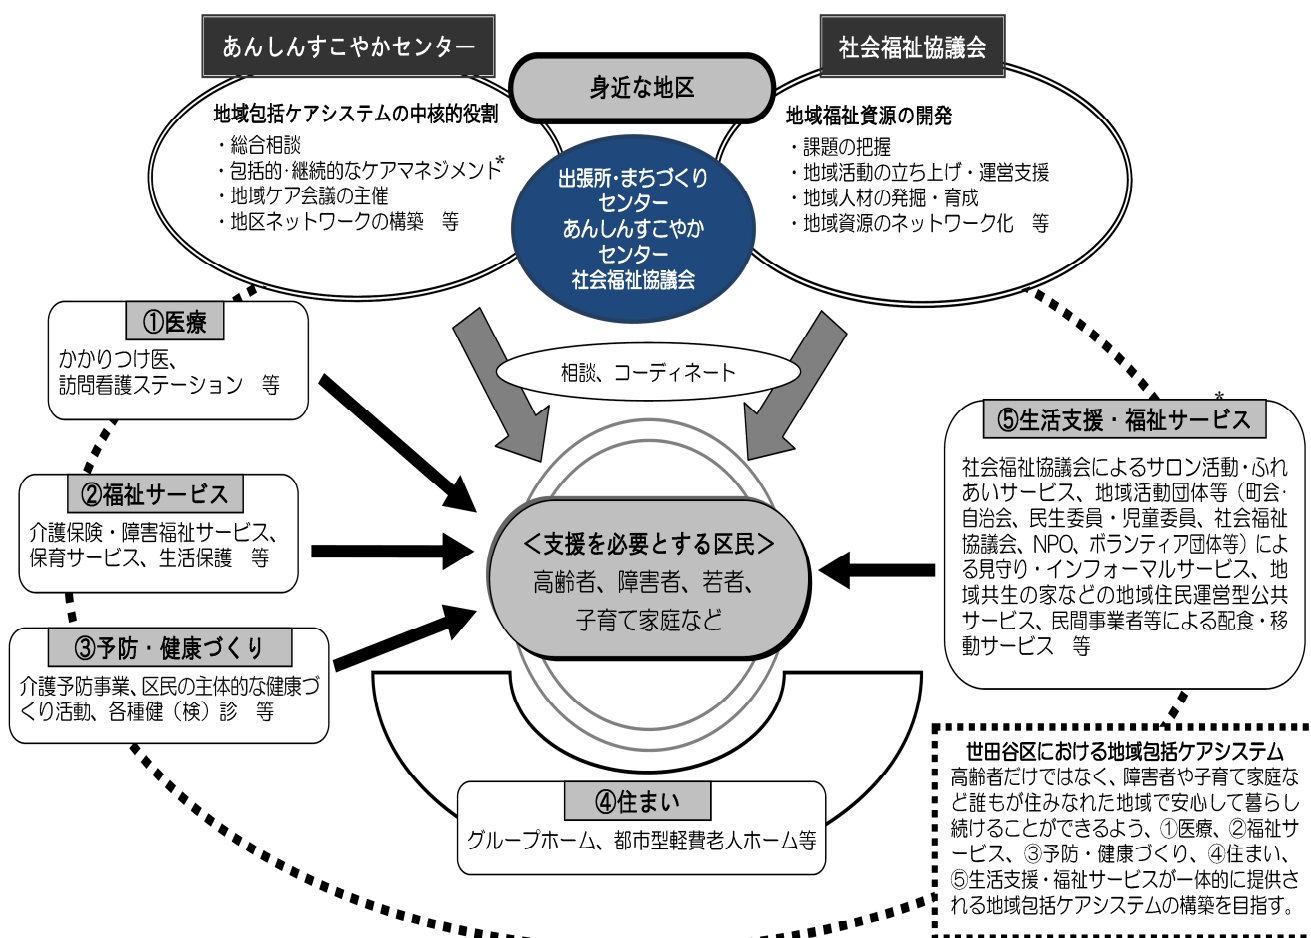 あんしんすこやかセンター
地域包括ケアシステムの中核的役割
・総合相談
・包括的・継続的なケアマネジメント*
・地域ケア会議の主催
・地区ネットワークの構築　等
身近な地区
出張所・まちづくり
センター
あんしんすこやか
センター
社会福祉協議会
社会福祉協議会
地域福祉資源の開発
・課題の把握
・地域活動の立ち上げ・運営支援
・地域人材の発掘・育成
・地域資源のネットワーク化　等
相談、コーディネート
①医療
かかりつけ医、
訪問看護ステーション　等
②福祉サービス
介護保険・障害福祉サービス、
保育サービス、生活保護　等
③予防・健康づくり
介護予防事業、区民の主体的な健康づ
くり活動、各種健（検）診　等
＜支援を必要とする区民＞
高齢者、障害者、若者、
子育て家庭など
④住まい
グループホーム、都市型軽費老人ホーム等
*
⑤生活支援・福祉サービス
社会福祉協議会によるサロン活動・ふれ
あいサービス、地域活動団体等（町会・
自治会、民生委員・児童委員、社会福祉
協議会、NPO、ボランティア団体等）によ
る見守り・インフォーマルサービス、地
域共生の家などの地域住民運営型公共
サービス、民間事業者等による配食・移
動サービス　等
世田谷区における地域包括ケアシステム
高齢者だけではなく、障害者や子育て家庭な
ど誰もが住みなれた地域で安心して暮らし
続けることができるよう、①医療、②福祉サ
ービス、③予防・健康づくり、④住まい、
⑤生活支援・福祉サービスが一体的に提供さ
れる地域包括ケアシステムの構築を目指す。